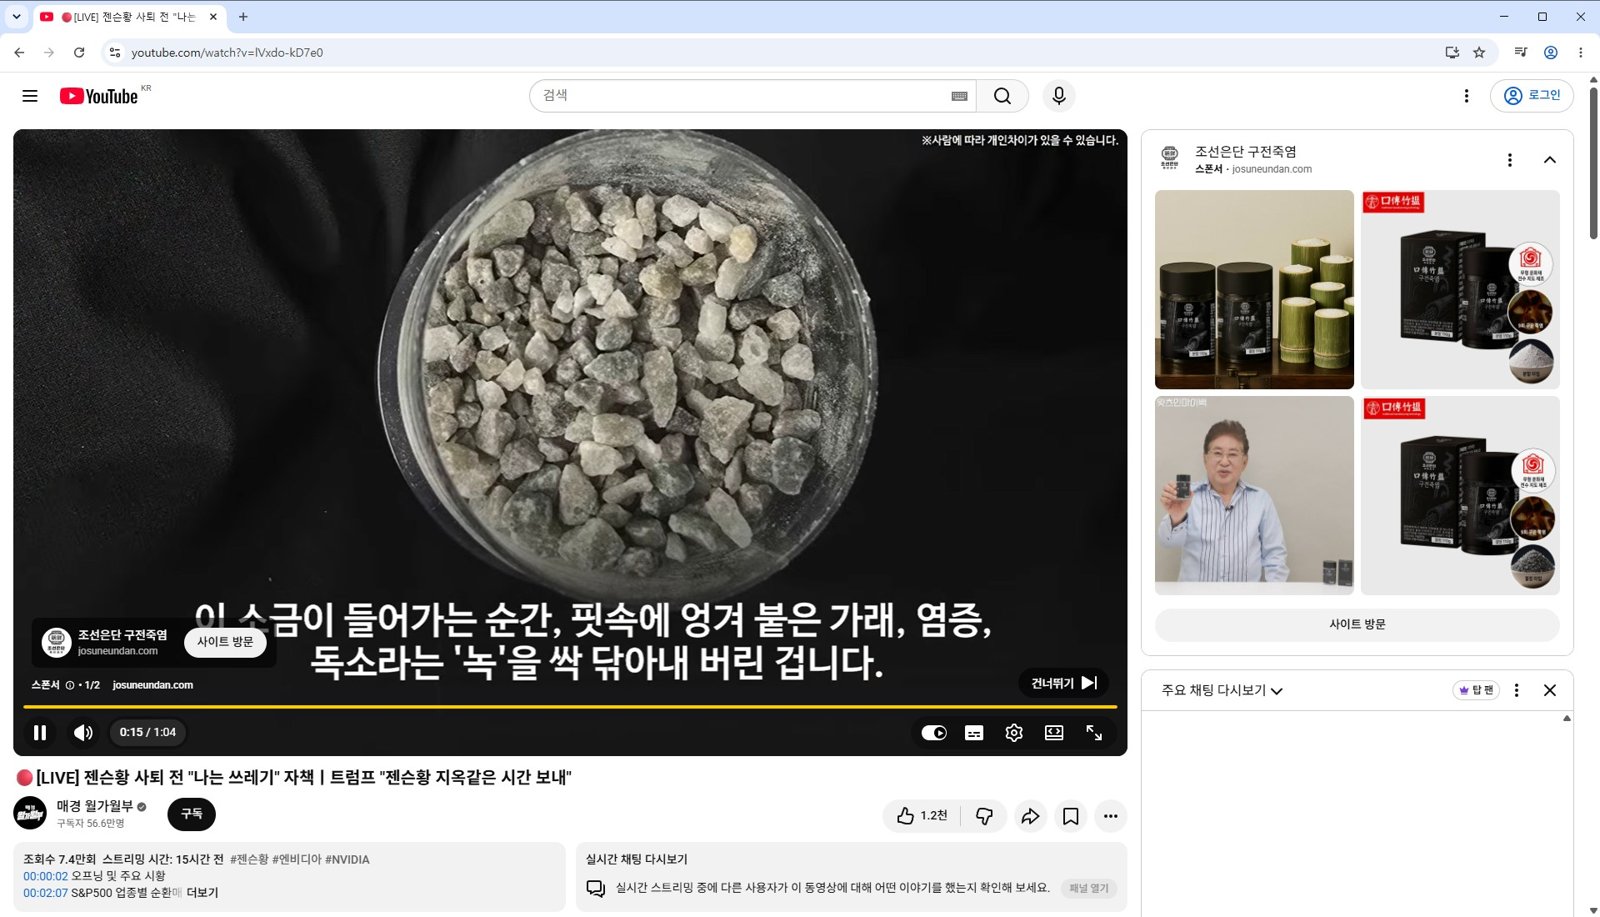 [LIVE] 젠슨황 사퇴 전 "나는
youtube.com/watch?v=lVxdo-kD7e0
YouTube KR
검색
로그인
※사람에 따라 개인차이가 있을 수 있습니다.
이 소금이 들어가는 순간, 핏속에 엉겨 붙은 가래, 염증,
독소라는 '녹'을 싹 닦아내 버린 겁니다.
조선은단 구전죽염
josuneundan.com
사이트 방문
스폰서 · 1/2 josuneundan.com
건너뛰기
0:15 / 1:04
조선은단 구전죽염
스폰서 · josuneundan.com
口傳竹鹽
口傳竹鹽
사이트 방문
주요 채팅 다시보기
탑 팬
[LIVE] 젠슨황 사퇴 전 "나는 쓰레기" 자책ㅣ트럼프 "젠슨황 지옥같은 시간 보내"
매경 월가월부
구독자 56.6만명
구독
1.2천
조회수 7.4만회 스트리밍 시간: 15시간 전 #젠슨황 #엔비디아 #NVIDIA
00:00:02 오프닝 및 주요 시황
00:02:07 S&P500 업종별 순환매 더보기
실시간 채팅 다시보기
실시간 스트리밍 중에 다른 사용자가 이 동영상에 대해 어떤 이야기를 했는지 확인해 보세요.
패널 열기